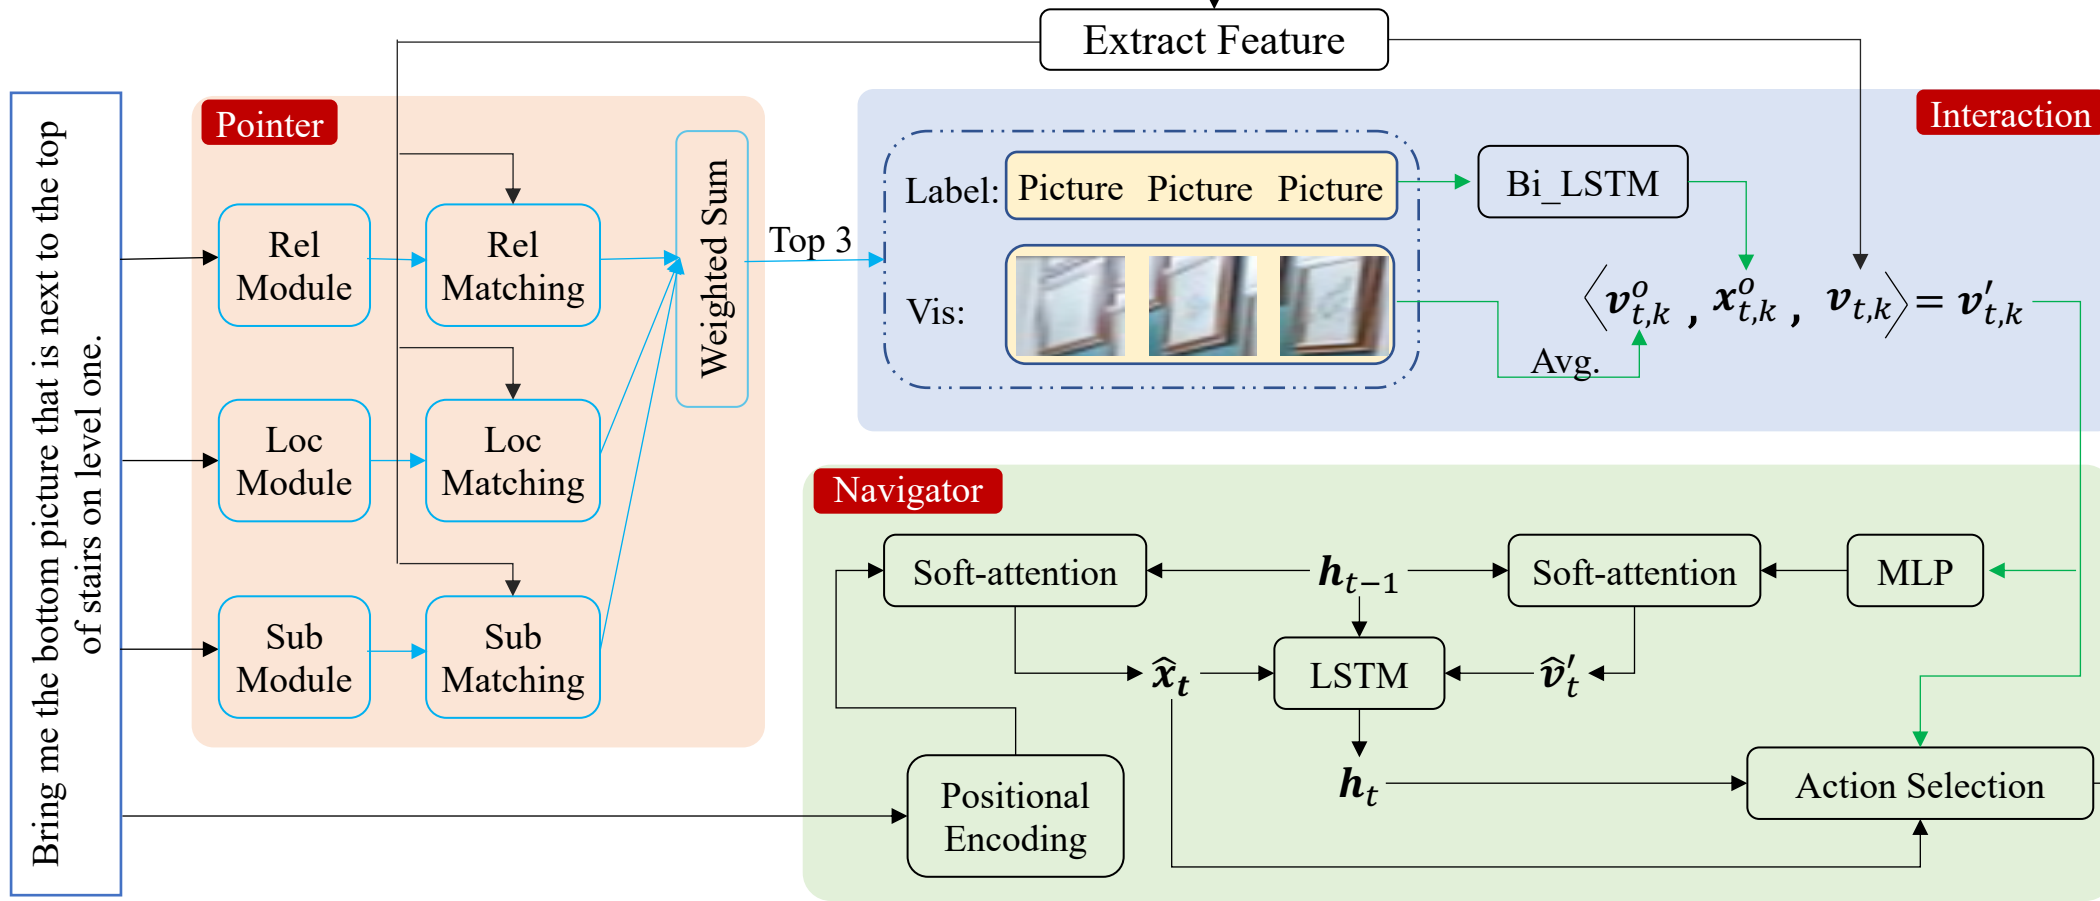 Extract Feature
Bring me the bottom picture that is next to the top
of stairs on level one.
Pointer
Rel
Module
Rel
Matching
Loc
Module
Loc
Matching
Sub
Module
Sub
Matching
Weighted Sum
Top 3
Interaction
Label: Picture Picture Picture
Bi_LSTM
Vis:
Avg.
⟨v^o_{t,k} , x^o_{t,k} , v_{t,k}⟩ = v'_{t,k}
Navigator
Soft-attention
h_{t−1}
Soft-attention
MLP
x̂_t
LSTM
v̂'_t
h_t
Positional
Encoding
Action Selection